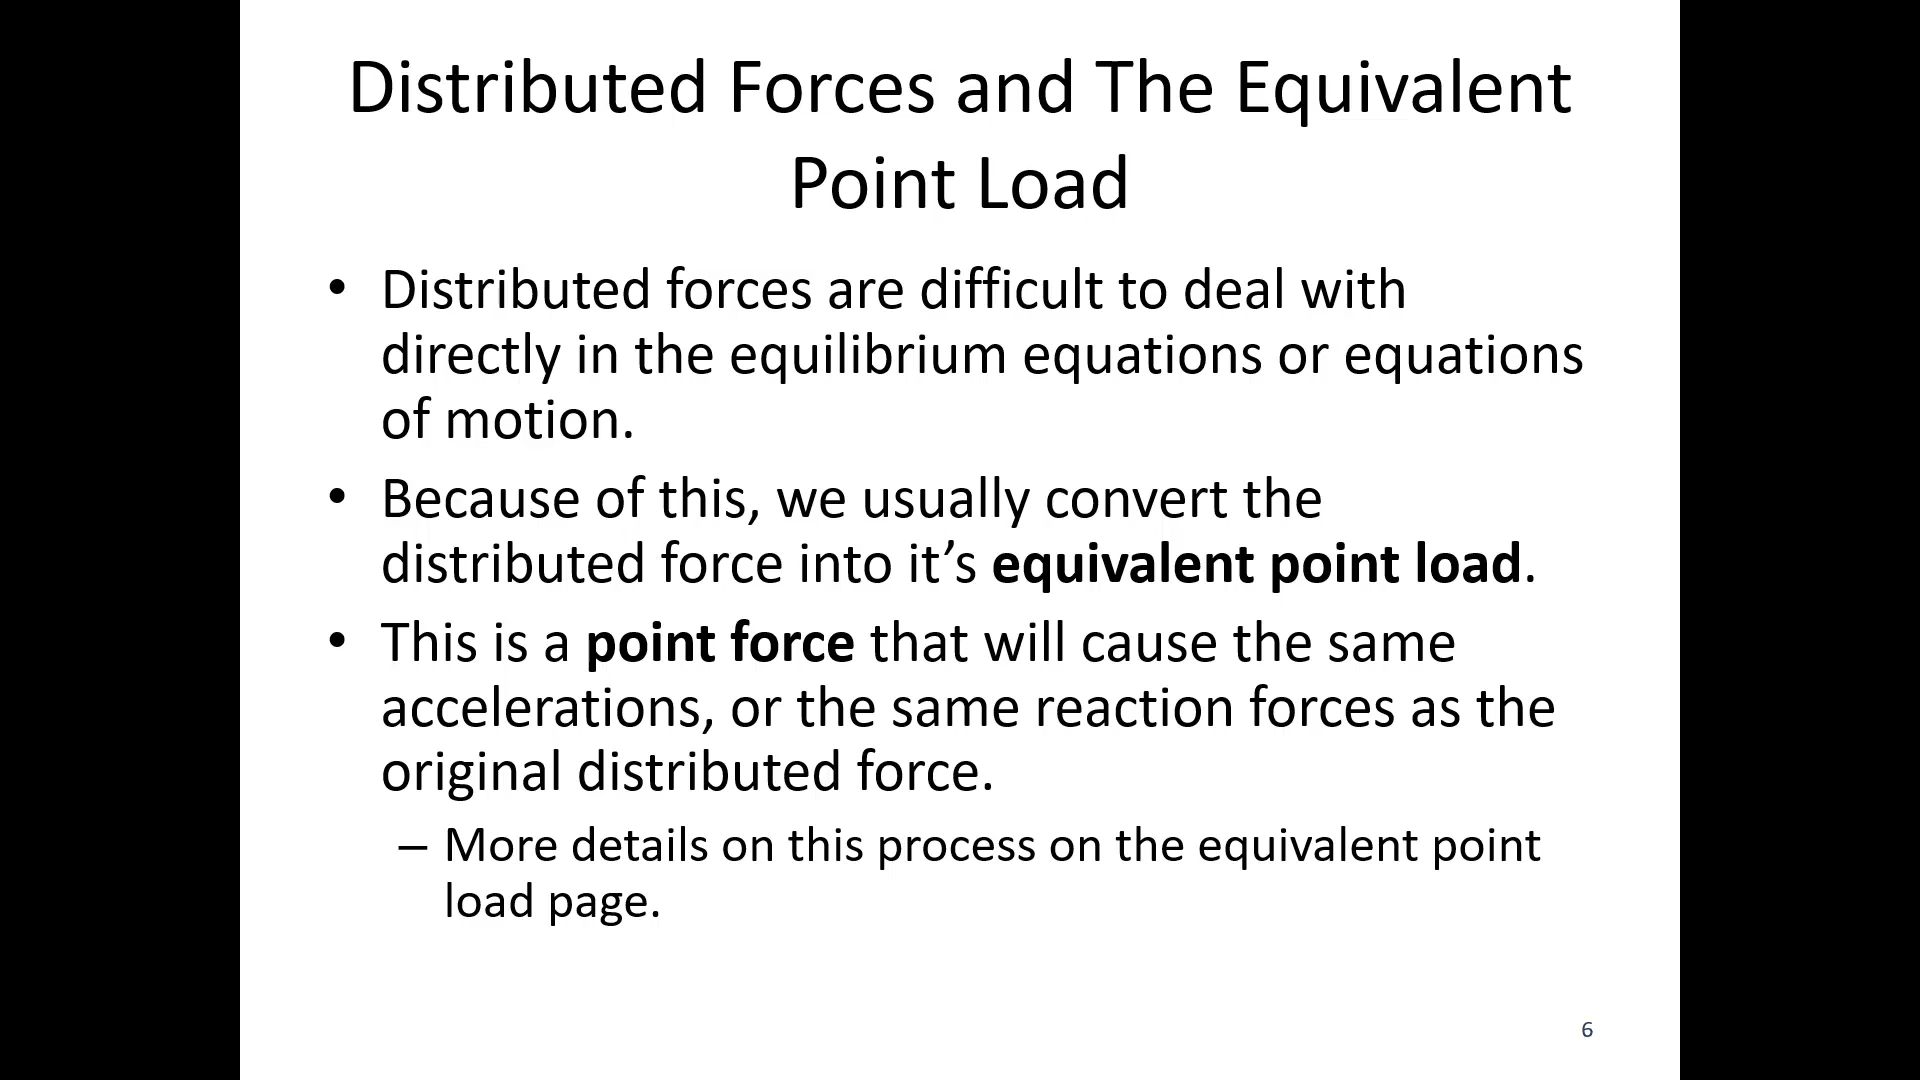 Distributed Forces and The Equivalent
Point Load
• Distributed forces are difficult to deal with
directly in the equilibrium equations or equations
of motion.
• Because of this, we usually convert the
distributed force into it’s equivalent point load.
• This is a point force that will cause the same
accelerations, or the same reaction forces as the
original distributed force.
– More details on this process on the equivalent point
load page.
6